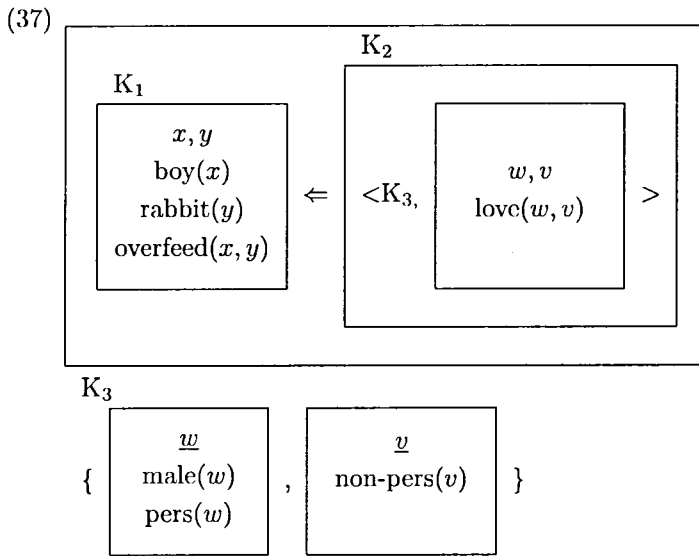 (37)
K₂
K₁
x, y
boy(x)
rabbit(y)
overfeed(x, y)
⇐
<K₃,
w, v
love(w, v)
>
K₃
{
w
male(w)
pers(w)
,
v
non-pers(v)
}